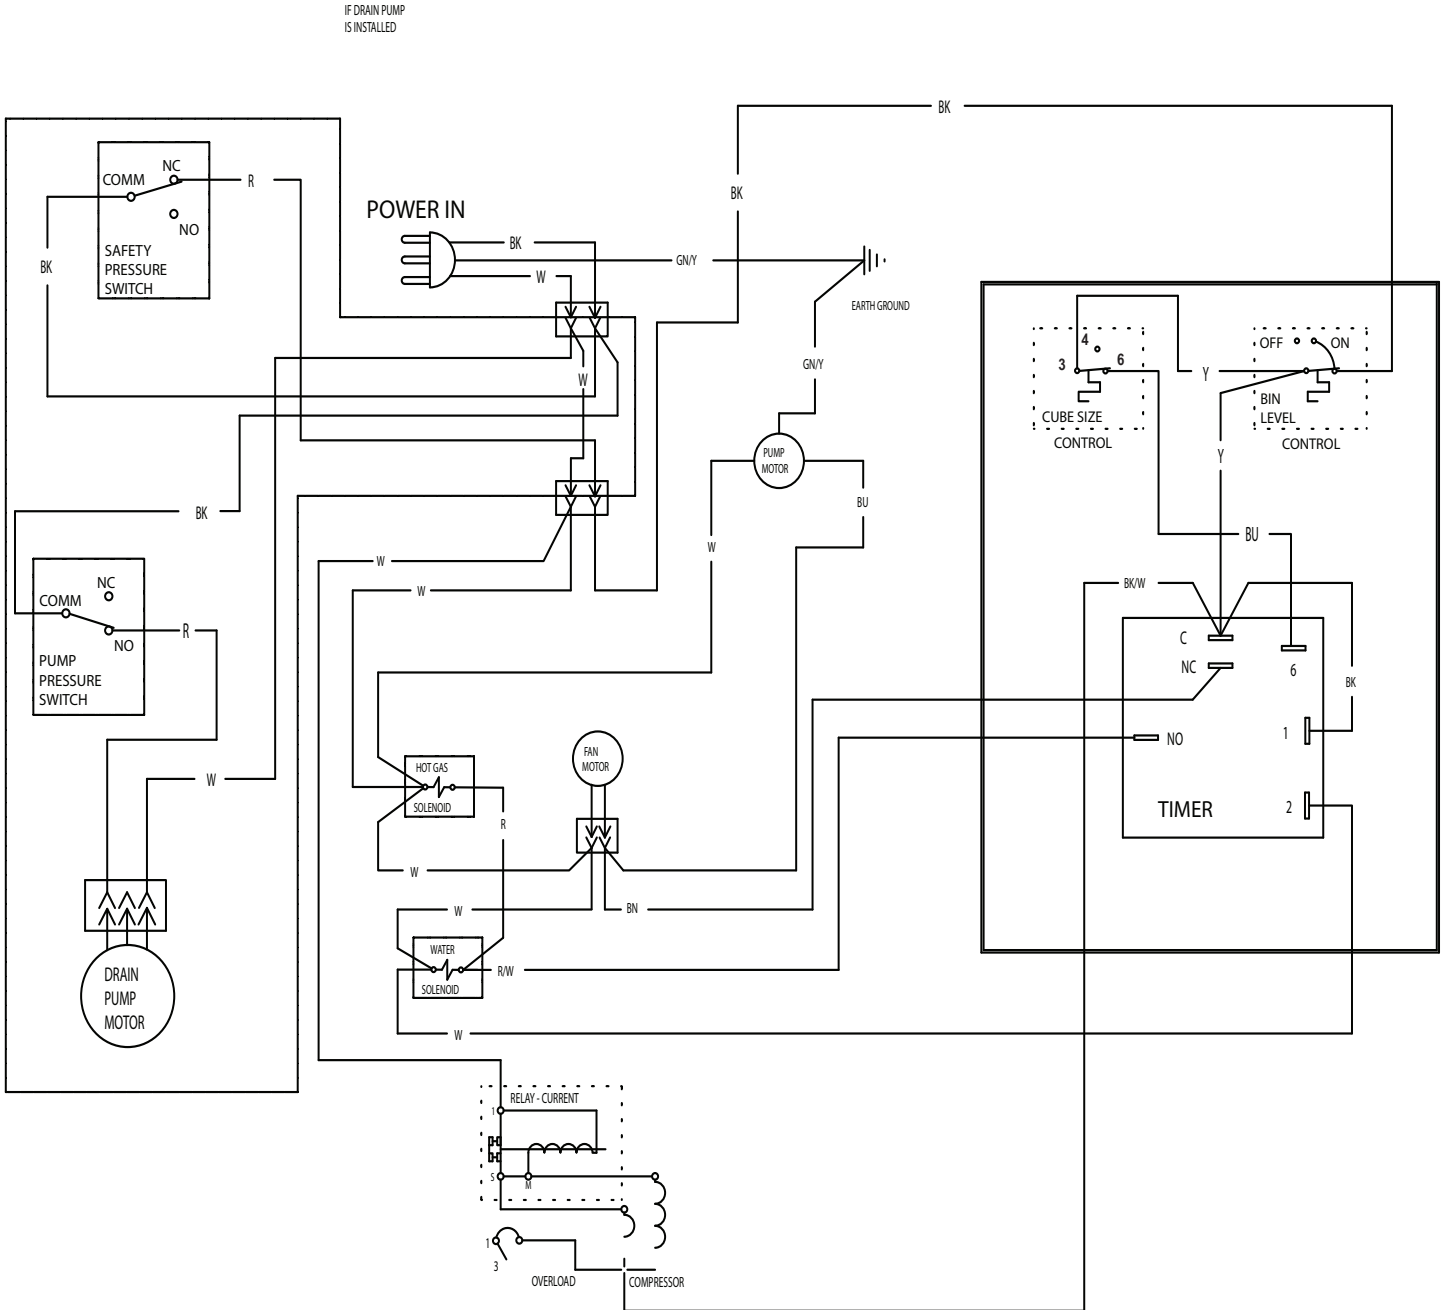 IF DRAIN PUMP
IS INSTALLED
BK
NC
COMM
R
NO
SAFETY
PRESSURE
SWITCH
BK
POWER IN
BK
GN/Y
W
EARTH GROUND
BK
GN/Y
W
OFF
ON
4
3
6
Y
BIN
LEVEL
CUBE SIZE
CONTROL
CONTROL
Y
PUMP
MOTOR
BU
BK
W
BU
W
W
BK/W
NC
COMM
R
NO
PUMP
PRESSURE
SWITCH
C
NC
6
BK
1
NO
2
TIMER
W
FAN
MOTOR
HOT GAS
SOLENOID
R
W
W
BN
WATER
SOLENOID
R/W
W
DRAIN
PUMP
MOTOR
RELAY - CURRENT
1
S
M
1
3
OVERLOAD
COMPRESSOR